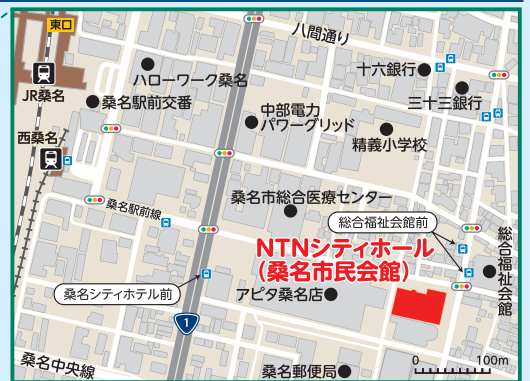 東口
八間通り
ハローワーク桑名
十六銀行
JR桑名
桑名駅前交番
中部電力
パワーグリッド
三十三銀行
精義小学校
西桑名
桑名市総合医療センター
桑名駅前線
総合福祉会館前
NTNシティホール
(桑名市民会館)
総合福祉会館
桑名シティホテル前
アピタ桑名店
1
桑名中央線
桑名郵便局
0 100m